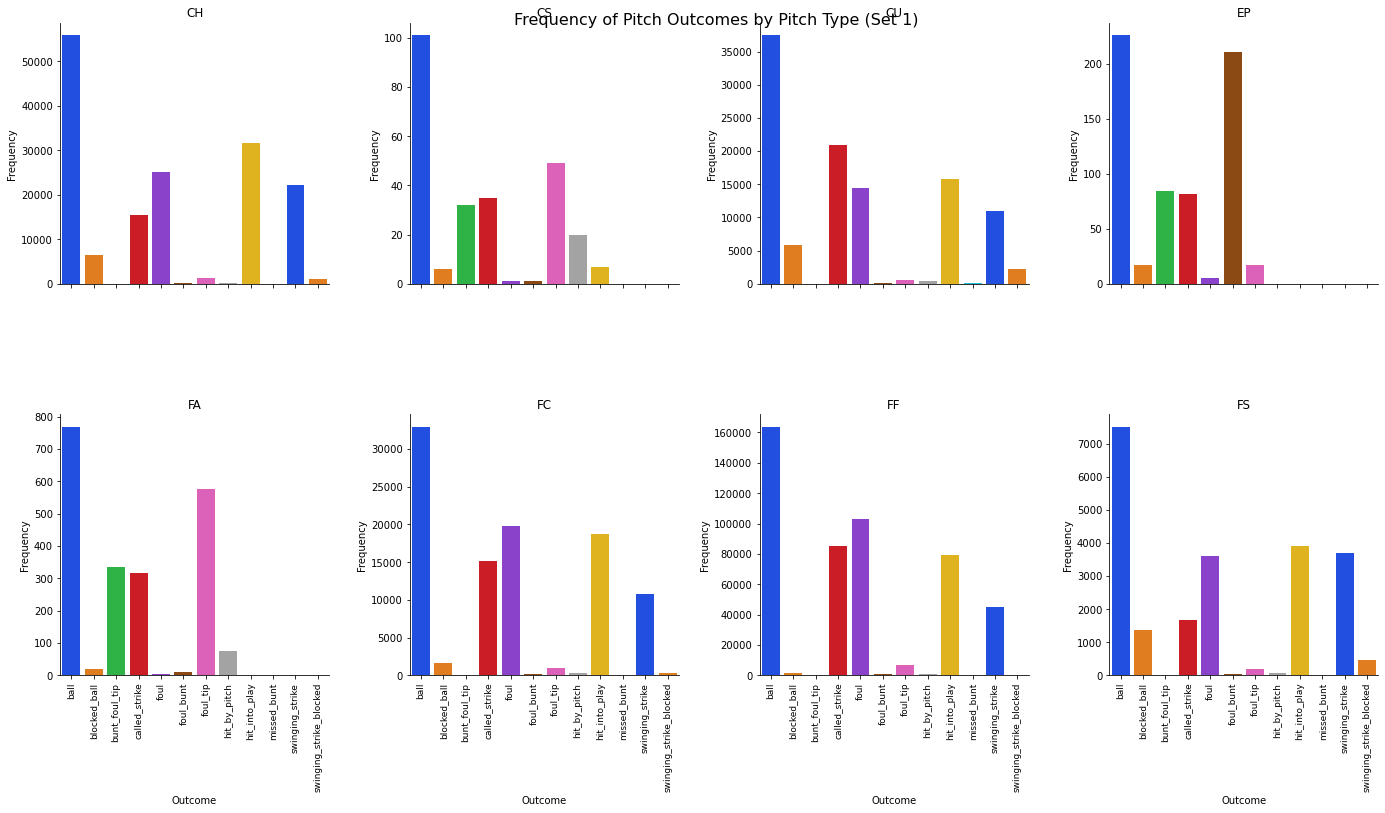 Frequency of Pitch Outcomes by Pitch Type (Set 1)
CH
Frequency
50000
40000
30000
20000
10000
0
CS
Frequency
100
80
60
40
20
0
CU
Frequency
35000
30000
25000
20000
15000
10000
5000
0
EP
Frequency
200
150
100
50
0
FA
Frequency
800
700
600
500
400
300
200
100
0
ball
blocked_ball
bunt_foul_tip
called_strike
foul
foul_bunt
foul_tip
hit_by_pitch
hit_into_play
missed_bunt
swinging_strike
swinging_strike_blocked
Outcome
FC
Frequency
30000
25000
20000
15000
10000
5000
0
ball
blocked_ball
bunt_foul_tip
called_strike
foul
foul_bunt
foul_tip
hit_by_pitch
hit_into_play
missed_bunt
swinging_strike
swinging_strike_blocked
Outcome
FF
Frequency
160000
140000
120000
100000
80000
60000
40000
20000
0
ball
blocked_ball
bunt_foul_tip
called_strike
foul
foul_bunt
foul_tip
hit_by_pitch
hit_into_play
missed_bunt
swinging_strike
swinging_strike_blocked
Outcome
FS
Frequency
7000
6000
5000
4000
3000
2000
1000
0
ball
blocked_ball
bunt_foul_tip
called_strike
foul
foul_bunt
foul_tip
hit_by_pitch
hit_into_play
missed_bunt
swinging_strike
swinging_strike_blocked
Outcome